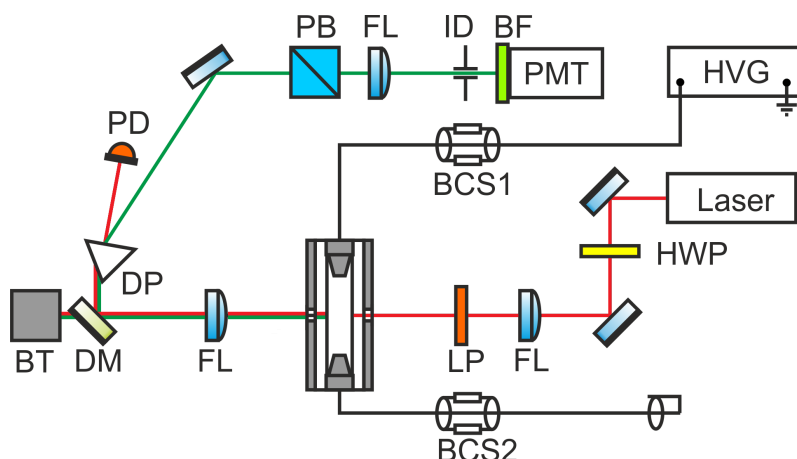 PB FL ID BF
PMT
HVG
PD
BCS1
Laser
HWP
DP
BT DM FL LP FL
BCS2